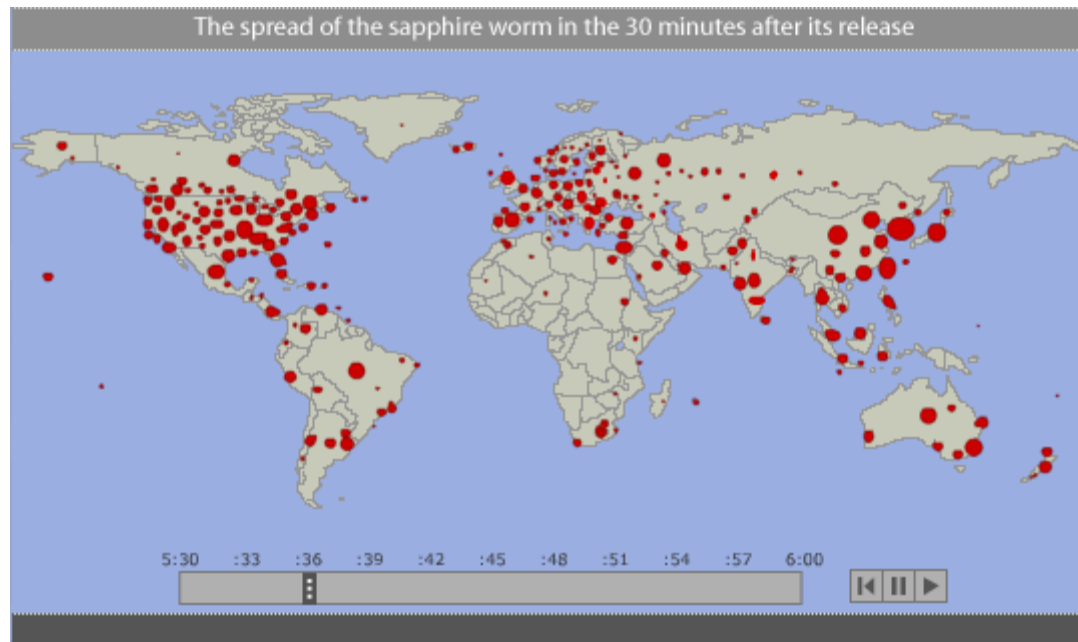 The spread of the sapphire worm in the 30 minutes after its release
5:30 :33 :36 :39 :42 :45 :48 :51 :54 :57 6:00